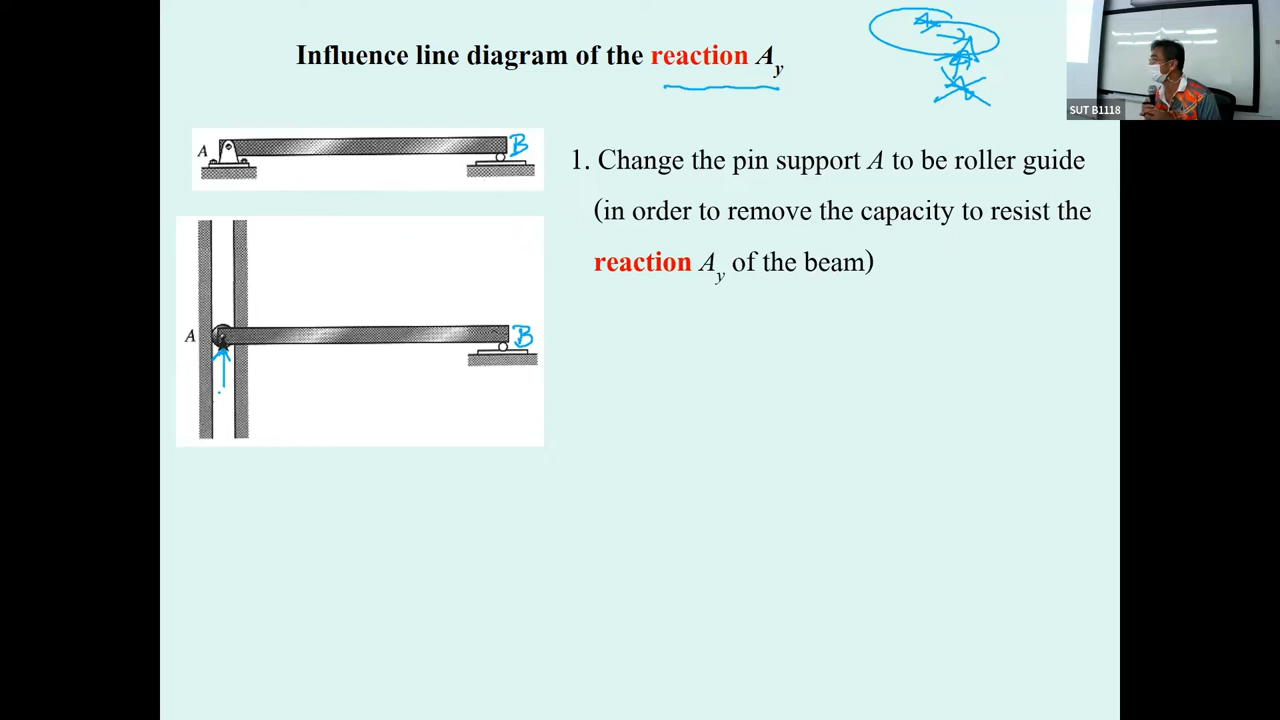 Influence line diagram of the reaction Ay
SUT B1118
A
B
1. Change the pin support A to be roller guide
(in order to remove the capacity to resist the
reaction Ay of the beam)
A
B